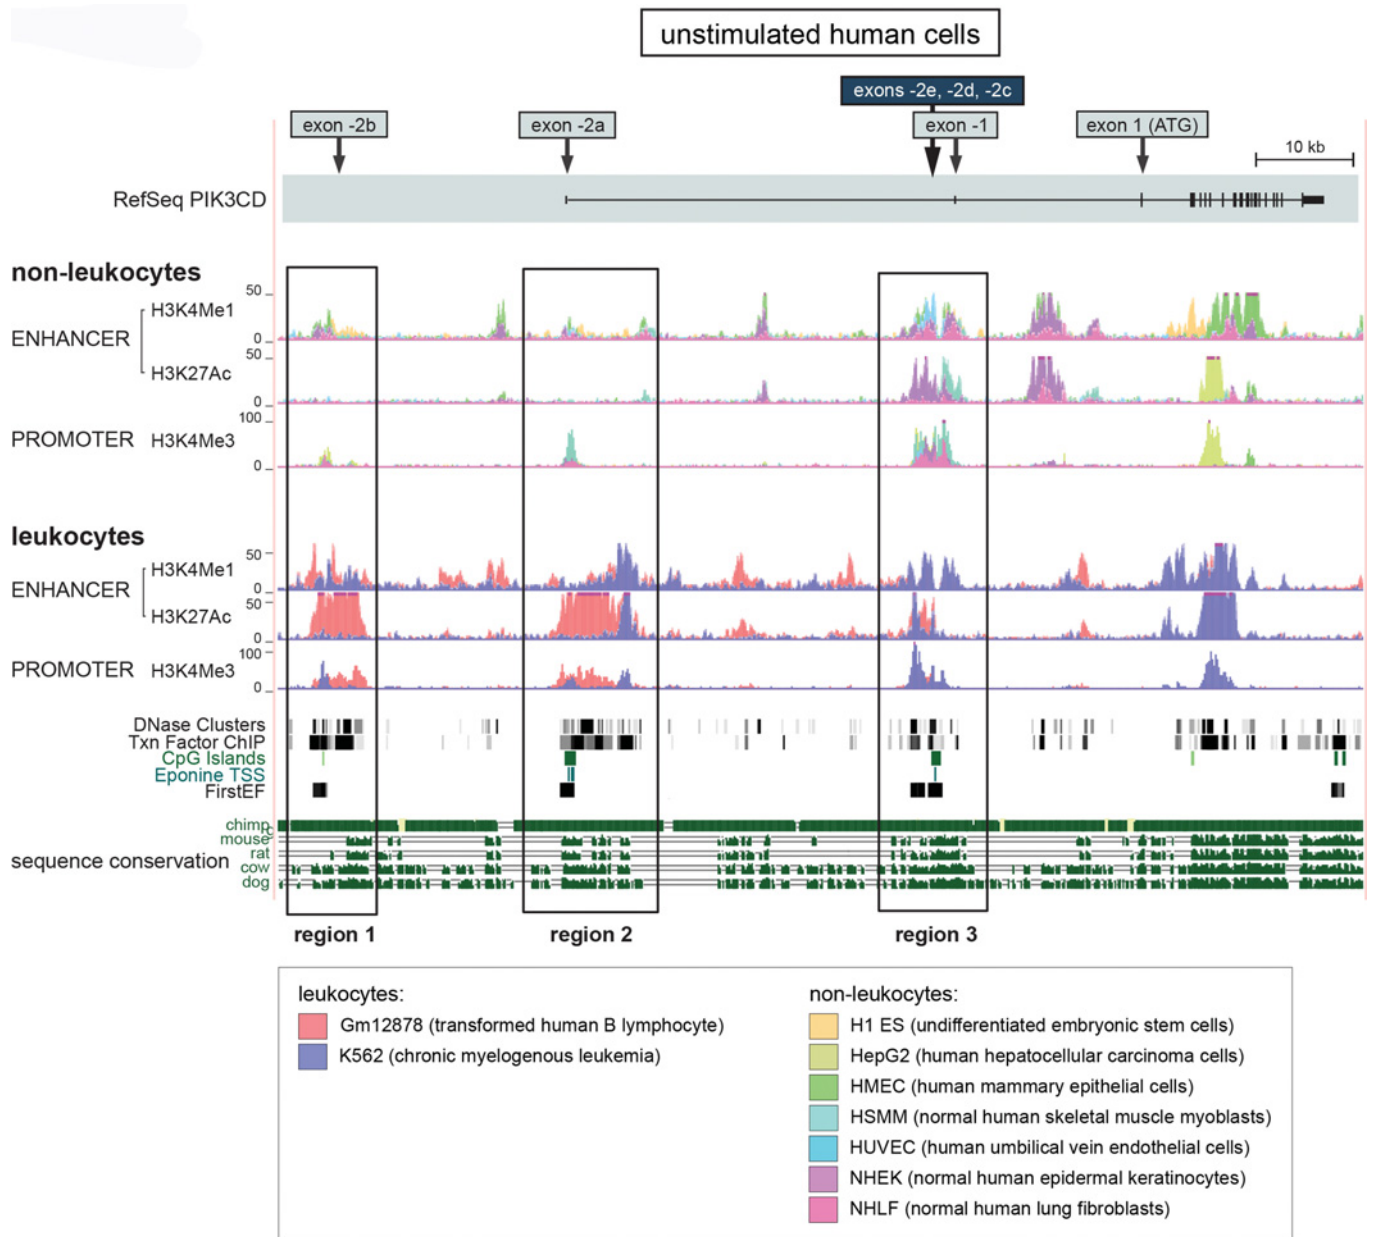 unstimulated human cells
exons -2e, -2d, -2c
exon -2b
exon -2a
exon -1
exon 1 (ATG)
10 kb
RefSeq PIK3CD
non-leukocytes
ENHANCER
H3K4Me1
50
0
H3K27Ac
50
0
PROMOTER
H3K4Me3
100
0
leukocytes
ENHANCER
H3K4Me1
50
0
H3K27Ac
50
0
PROMOTER
H3K4Me3
100
0
DNase Clusters
Txn Factor ChIP
CpG Islands
Eponine TSS
FirstEF
sequence conservation
chimp
mouse
rat
cow
dog
region 1
region 2
region 3
leukocytes:
Gm12878 (transformed human B lymphocyte)
K562 (chronic myelogenous leukemia)
non-leukocytes:
H1 ES (undifferentiated embryonic stem cells)
HepG2 (human hepatocellular carcinoma cells)
HMEC (human mammary epithelial cells)
HSMM (normal human skeletal muscle myoblasts)
HUVEC (human umbilical vein endothelial cells)
NHEK (normal human epidermal keratinocytes)
NHLF (normal human lung fibroblasts)